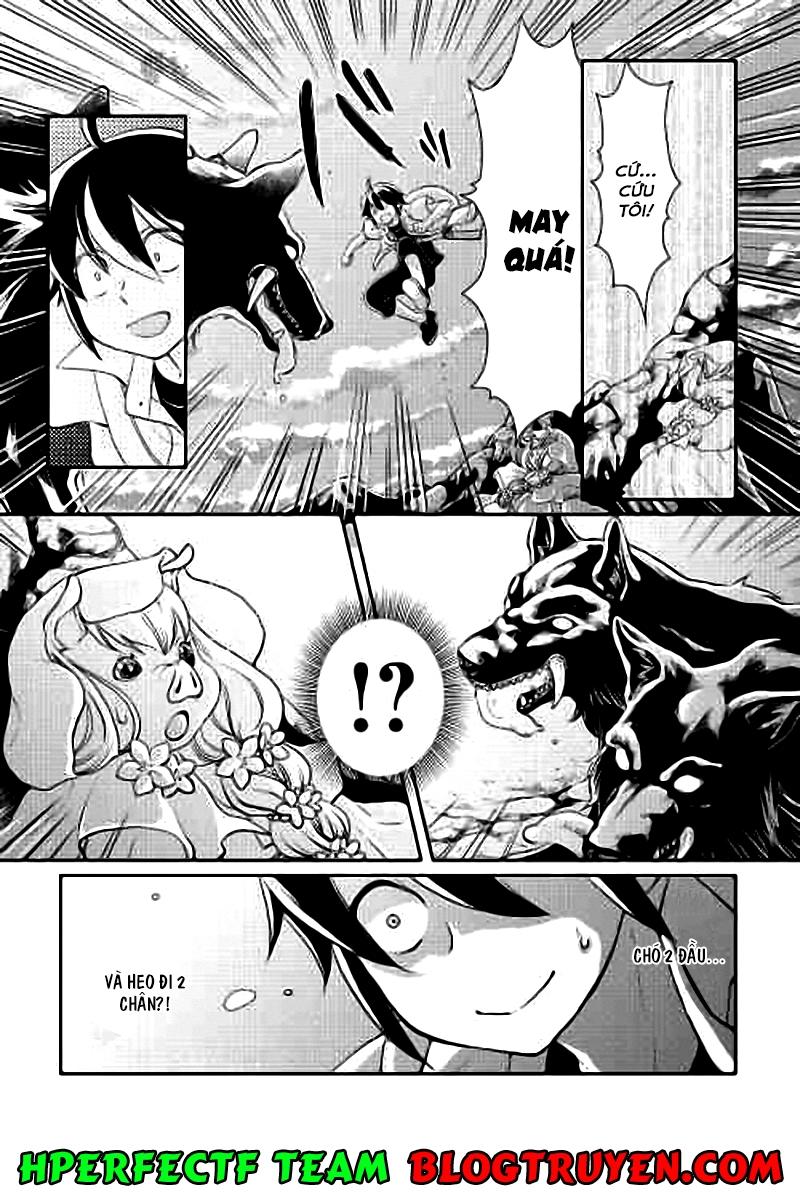 CỨ...
CỨU
TÔI!
MAY
QUÁ!
!?
CHÓ 2 ĐẦU...
VÀ HEO ĐI 2
CHÂN?!
HPERFECTF TEAM BLOGTRUYEN.COM